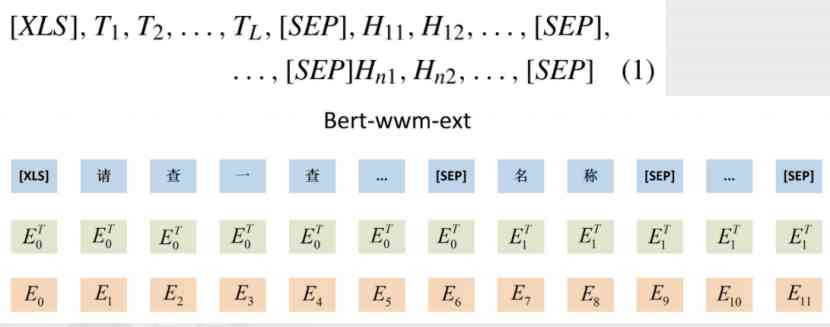 [XLS], T₁, T₂, . . . , T_L, [SEP], H₁₁, H₁₂, . . . , [SEP],
. . . , [SEP]Hₙ₁, Hₙ₂, . . . , [SEP] (1)
Bert-wwm-ext
[XLS] 请 查 一 查 ... [SEP] 名 称 [SEP] ... [SEP]
E₀ᵀ E₀ᵀ E₀ᵀ E₀ᵀ E₀ᵀ E₀ᵀ E₀ᵀ E₁ᵀ E₁ᵀ E₁ᵀ E₁ᵀ E₁ᵀ
E₀ E₁ E₂ E₃ E₄ E₅ E₆ E₇ E₈ E₉ E₁₀ E₁₁